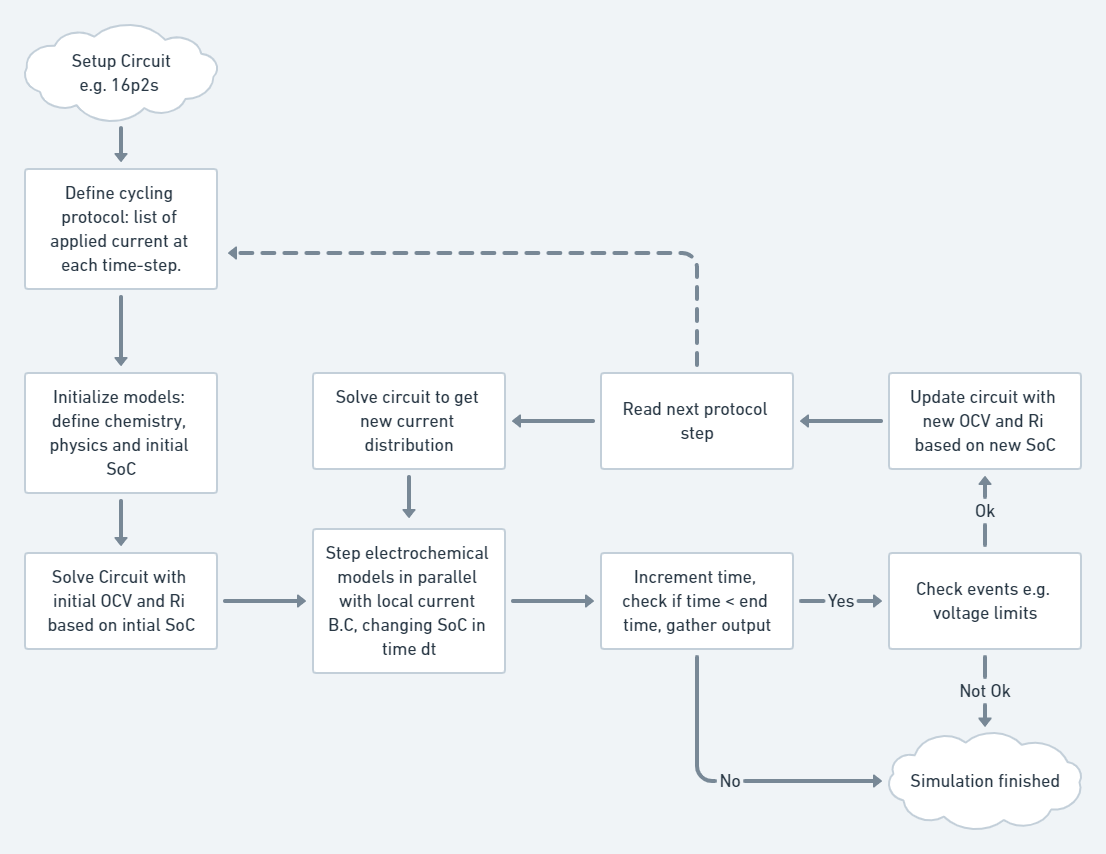 Setup Circuit
e.g. 16p2s
Define cycling
protocol: list of
applied current at
each time-step.
Initialize models:
define chemistry,
physics and initial
SoC
Solve circuit to get
new current
distribution
Read next protocol
step
Update circuit with
new OCV and Ri
based on new SoC
Ok
Solve Circuit with
initial OCV and Ri
based on intial SoC
Step electrochemical
models in parallel
with local current
B.C, changing SoC in
time dt
Increment time,
check if time < end
time, gather output
Yes
Check events e.g.
voltage limits
Not Ok
No
Simulation finished